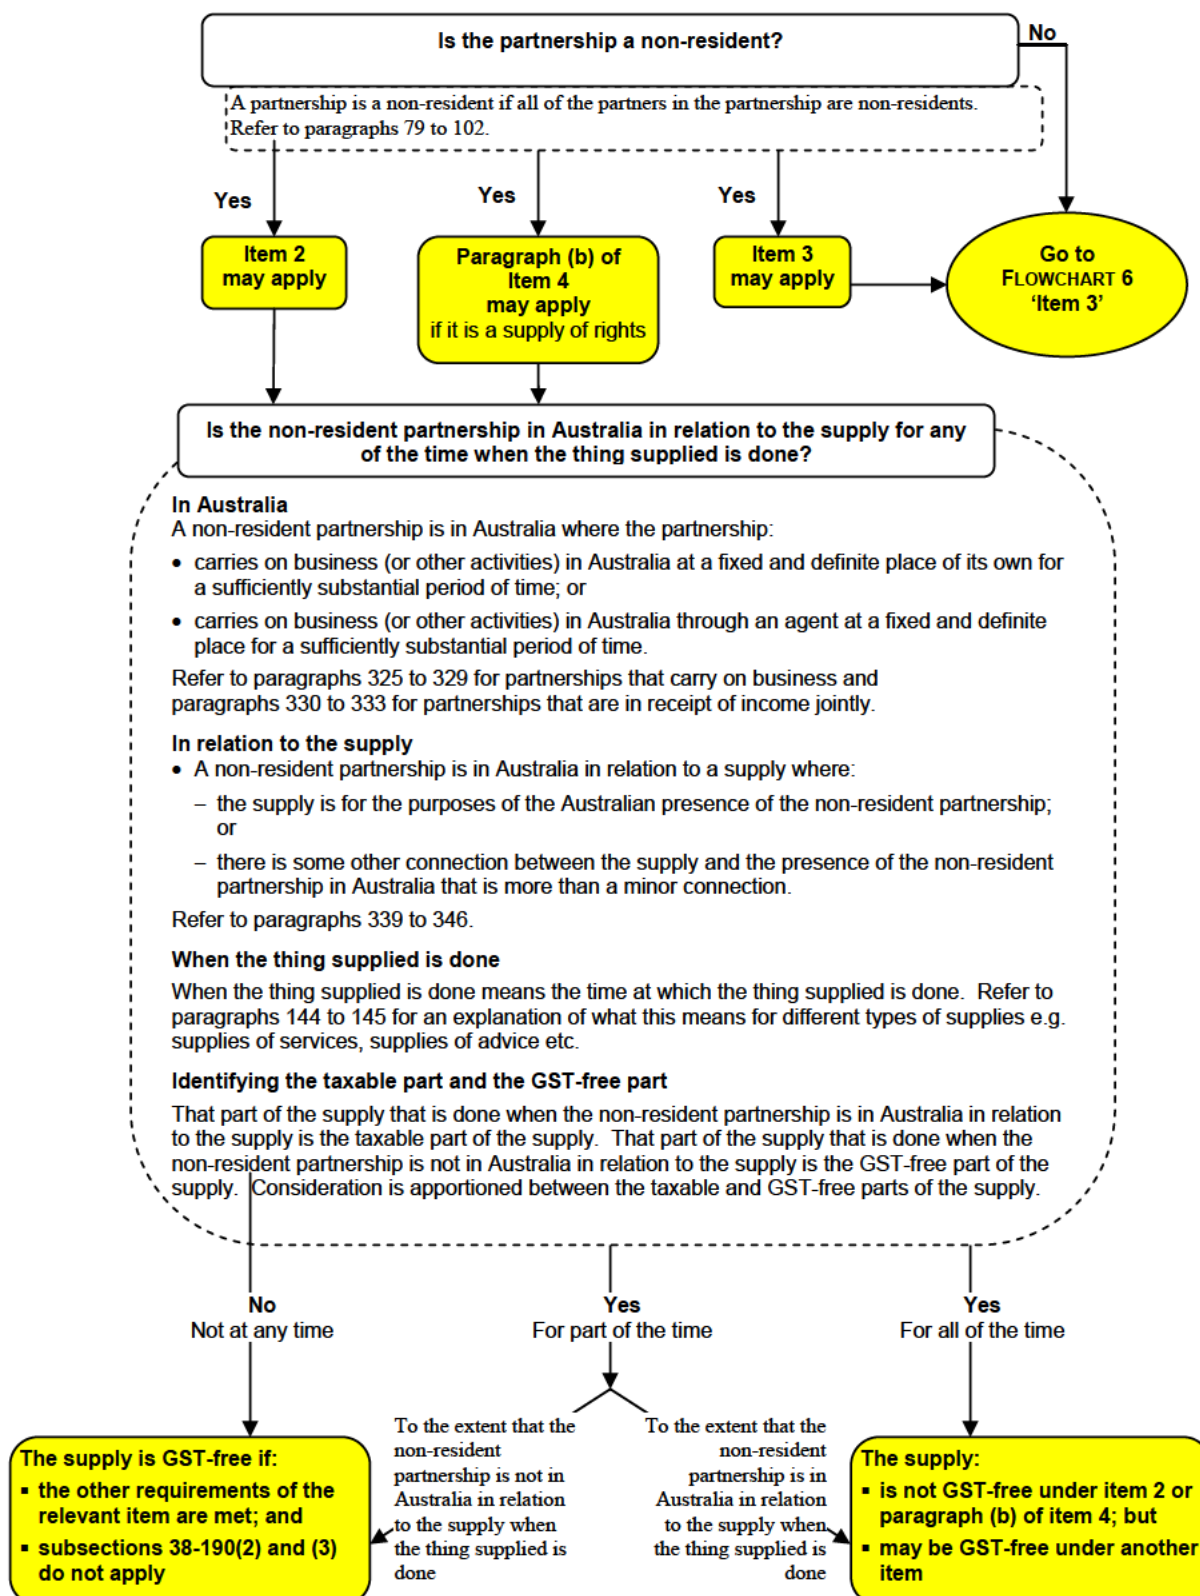 Is the partnership a non-resident?
No
A partnership is a non-resident if all of the partners in the partnership are non-residents.
Refer to paragraphs 79 to 102.
Yes
Yes
Yes
Item 2
may apply
Paragraph (b) of
Item 4
may apply
if it is a supply of rights
Item 3
may apply
Go to
FLOWCHART 6
‘Item 3’
Is the non-resident partnership in Australia in relation to the supply for any
of the time when the thing supplied is done?
In Australia
A non-resident partnership is in Australia where the partnership:
• carries on business (or other activities) in Australia at a fixed and definite place of its own for
a sufficiently substantial period of time; or
• carries on business (or other activities) in Australia through an agent at a fixed and definite
place for a sufficiently substantial period of time.
Refer to paragraphs 325 to 329 for partnerships that carry on business and
paragraphs 330 to 333 for partnerships that are in receipt of income jointly.
In relation to the supply
• A non-resident partnership is in Australia in relation to a supply where:
– the supply is for the purposes of the Australian presence of the non-resident partnership;
or
– there is some other connection between the supply and the presence of the non-resident
partnership in Australia that is more than a minor connection.
Refer to paragraphs 339 to 346.
When the thing supplied is done
When the thing supplied is done means the time at which the thing supplied is done. Refer to
paragraphs 144 to 145 for an explanation of what this means for different types of supplies e.g.
supplies of services, supplies of advice etc.
Identifying the taxable part and the GST-free part
That part of the supply that is done when the non-resident partnership is in Australia in relation
to the supply is the taxable part of the supply. That part of the supply that is done when the
non-resident partnership is not in Australia in relation to the supply is the GST-free part of the
supply. Consideration is apportioned between the taxable and GST-free parts of the supply.
No
Not at any time
Yes
For part of the time
Yes
For all of the time
The supply is GST-free if:
▪ the other requirements of the
relevant item are met; and
▪ subsections 38-190(2) and (3)
do not apply
To the extent that the
non-resident
partnership is not in
Australia in relation
to the supply when
the thing supplied is
done
To the extent that the
non-resident
partnership is in
Australia in relation
to the supply when
the thing supplied is
done
The supply:
▪ is not GST-free under item 2 or
paragraph (b) of item 4; but
▪ may be GST-free under another
item